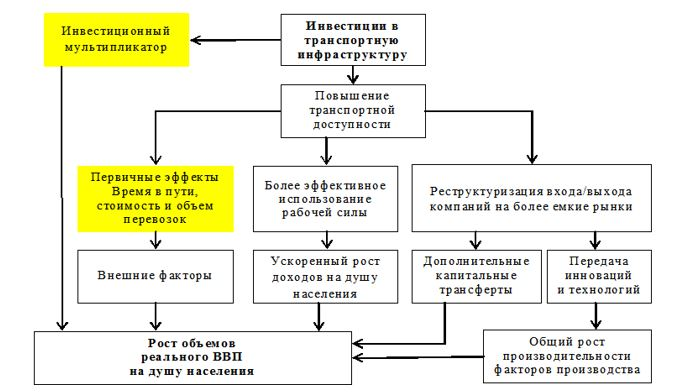 Инвестиционный
мультипликатор
Инвестиции в
транспортную
инфраструктуру
Повышение
транспортной
доступности
Первичные эффекты
Время в пути,
стоимость и объем
перевозок
Более эффективное
использование
рабочей силы
Реструктуризация входа/выхода
компаний на более емкие рынки
Внешние факторы
Ускоренный рост
доходов на душу
населения
Дополнительные
капитальные
трансферты
Передача
инноваций
и технологий
Рост объемов
реального ВВП
на душу населения
Общий рост
производительности
факторов производства